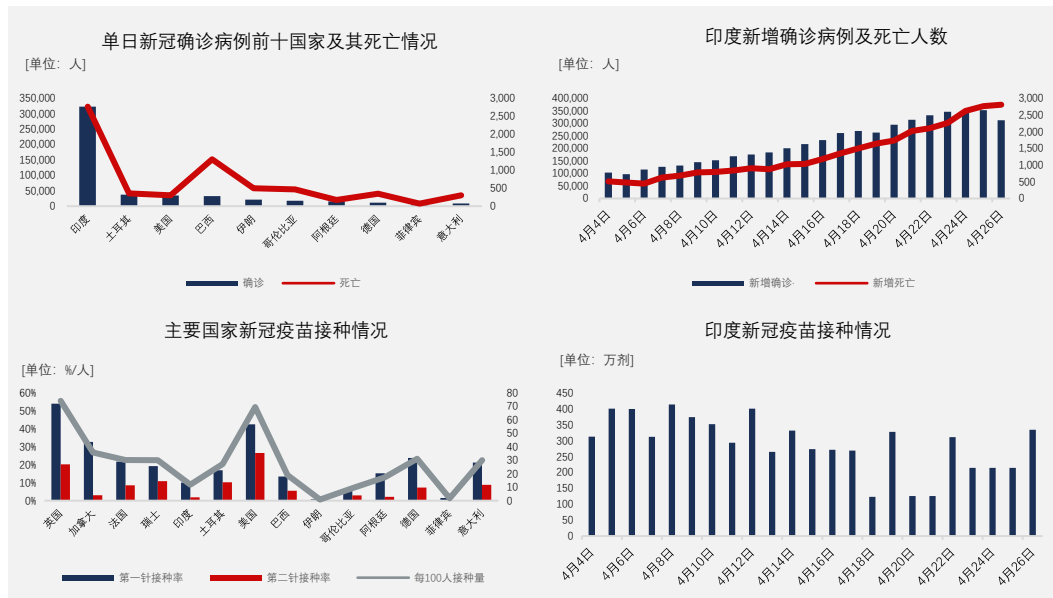 单日新冠确诊病例前十国家及其死亡情况
[单位：人]
350,000
300,000
250,000
200,000
150,000
100,000
50,000
0
3,000
2,500
2,000
1,500
1,000
500
0
印度
土耳其
美国
巴西
伊朗
哥伦比亚
阿根廷
德国
菲律宾
意大利
确诊
死亡
印度新增确诊病例及死亡人数
[单位：人]
400,000
350,000
300,000
250,000
200,000
150,000
100,000
50,000
0
3,000
2,500
2,000
1,500
1,000
500
0
4月4日
4月6日
4月8日
4月10日
4月12日
4月14日
4月16日
4月18日
4月20日
4月22日
4月24日
4月26日
新增确诊
新增死亡
主要国家新冠疫苗接种情况
[单位：%/人]
60%
50%
40%
30%
20%
10%
0%
80
70
60
50
40
30
20
10
0
英国
加拿大
法国
瑞士
印度
土耳其
美国
巴西
伊朗
哥伦比亚
阿根廷
德国
菲律宾
意大利
第一针接种率
第二针接种率
每100人接种量
印度新冠疫苗接种情况
[单位：万剂]
450
400
350
300
250
200
150
100
50
0
4月4日
4月6日
4月8日
4月10日
4月12日
4月14日
4月16日
4月18日
4月20日
4月22日
4月24日
4月26日